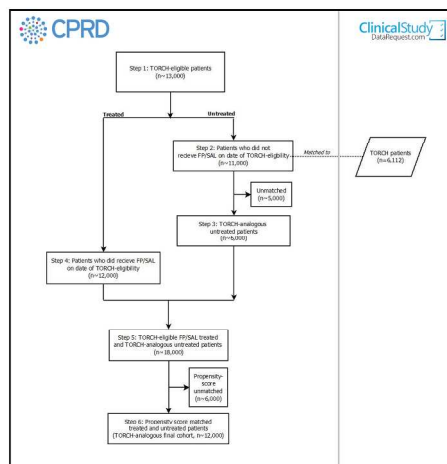 CPRD
ClinicalStudy
DataRequest.com
Step 1: TORCH-eligible
patients
(n~13,000)
Treated
Untreated
Step 2: Patients who did not
recieve FP/SAL on date of TORCH-eligibility
(n~11,000)
Matched to
TORCH patients
(n=6,112)
Unmatched
(n~5,000)
Step 3: TORCH-analogous
untreated patients
(n~6,000)
Step 4: Patients who did recieve FP/SAL
on date of TORCH-eligibility
(n~12,000)
Step 5: TORCH-eligible FP/SAL treated
and TORCH-analogous untreated patients
(n~18,000)
Propensity-
score
unmatched
(n~6,000)
Step 6: Propensity score matched
treated and untreated patients
(TORCH-analogous final cohort, n~12,000)